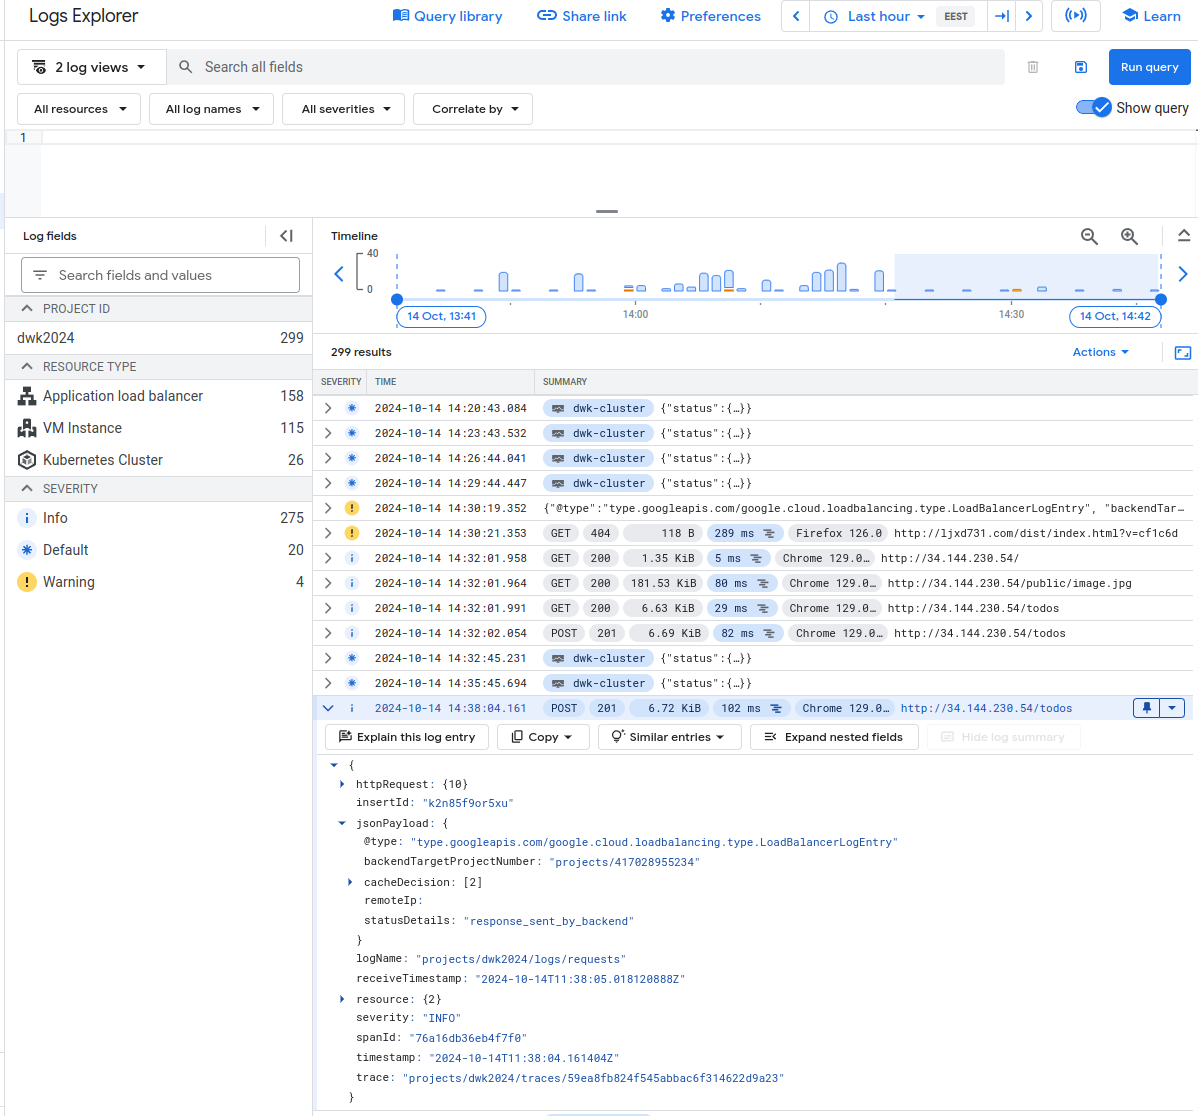 Logs Explorer
Query library
Share link
Preferences
Last hour
EEST
Learn
2 log views
Search all fields
Run query
All resources
All log names
All severities
Correlate by
Show query
1
Log fields
Search fields and values
PROJECT ID
dwk2024 299
RESOURCE TYPE
Application load balancer 158
VM Instance 115
Kubernetes Cluster 26
SEVERITY
Info 275
Default 20
Warning 4
Timeline
40
0
14 Oct, 13:41
14:00
14:30
14 Oct, 14:42
299 results
Actions
SEVERITY TIME SUMMARY
2024-10-14 14:20:43.084 dwk-cluster {"status":{…}}
2024-10-14 14:23:43.532 dwk-cluster {"status":{…}}
2024-10-14 14:26:44.041 dwk-cluster {"status":{…}}
2024-10-14 14:29:44.447 dwk-cluster {"status":{…}}
2024-10-14 14:30:19.352 {"@type":"type.googleapis.com/google.cloud.loadbalancing.type.LoadBalancerLogEntry", "backendTar…
2024-10-14 14:30:21.353 GET 404 118 B 289 ms Firefox 126.0 http://ljxd731.com/dist/index.html?v=cf1c6d
2024-10-14 14:32:01.958 GET 200 1.35 KiB 5 ms Chrome 129.0… http://34.144.230.54/
2024-10-14 14:32:01.964 GET 200 181.53 KiB 80 ms Chrome 129.0… http://34.144.230.54/public/image.jpg
2024-10-14 14:32:01.991 GET 200 6.63 KiB 29 ms Chrome 129.0… http://34.144.230.54/todos
2024-10-14 14:32:02.054 POST 201 6.69 KiB 82 ms Chrome 129.0… http://34.144.230.54/todos
2024-10-14 14:32:45.231 dwk-cluster {"status":{…}}
2024-10-14 14:35:45.694 dwk-cluster {"status":{…}}
2024-10-14 14:38:04.161 POST 201 6.72 KiB 102 ms Chrome 129.0… http://34.144.230.54/todos
Explain this log entry
Copy
Similar entries
Expand nested fields
Hide log summary
{
httpRequest: {10}
insertId: "k2n85f9or5xu"
jsonPayload: {
@type: "type.googleapis.com/google.cloud.loadbalancing.type.LoadBalancerLogEntry"
backendTargetProjectNumber: "projects/417028955234"
cacheDecision: [2]
remoteIp:
statusDetails: "response_sent_by_backend"
}
logName: "projects/dwk2024/logs/requests"
receiveTimestamp: "2024-10-14T11:38:05.018120888Z"
resource: {2}
severity: "INFO"
spanId: "76a16db36eb4f7f0"
timestamp: "2024-10-14T11:38:04.161404Z"
trace: "projects/dwk2024/traces/59ea8fb824f545abbac6f314622d9a23"
}